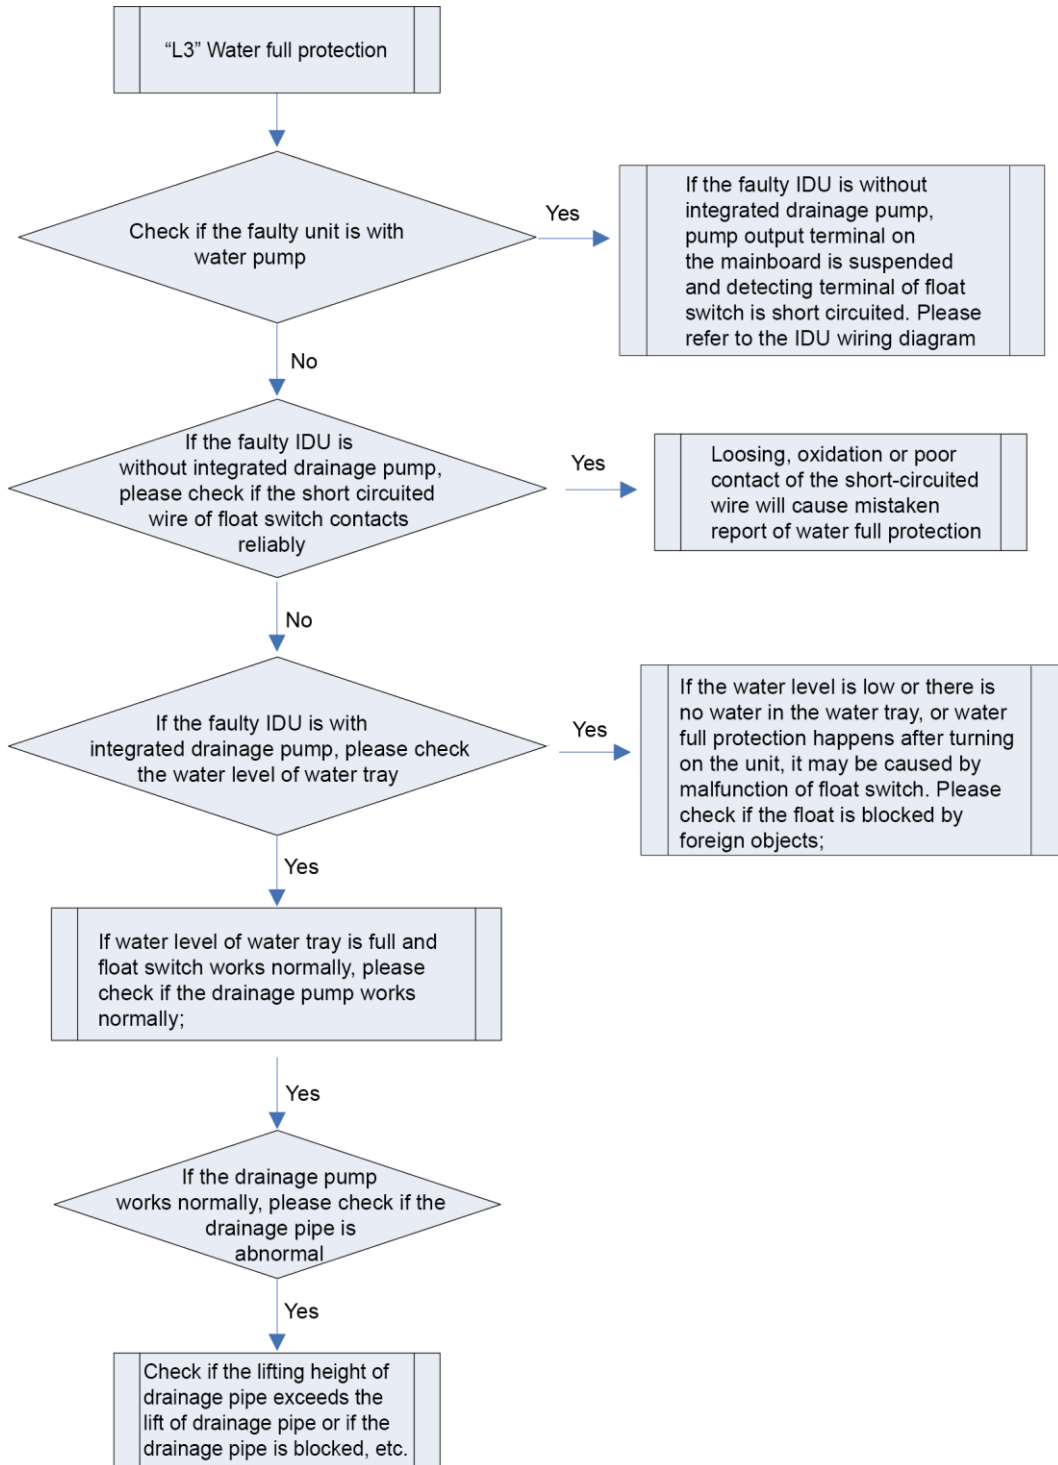 “L3” Water full protection
Check if the faulty unit is with
water pump
Yes
If the faulty IDU is without
integrated drainage pump,
pump output terminal on
the mainboard is suspended
and detecting terminal of float
switch is short circuited. Please
refer to the IDU wiring diagram
No
If the faulty IDU is
without integrated drainage pump,
please check if the short circuited
wire of float switch contacts
reliably
Yes
Loosing, oxidation or poor
contact of the short-circuited
wire will cause mistaken
report of water full protection
No
If the faulty IDU is with
integrated drainage pump, please check
the water level of water tray
Yes
If the water level is low or there is
no water in the water tray, or water
full protection happens after turning
on the unit, it may be caused by
malfunction of float switch. Please
check if the float is blocked by
foreign objects;
Yes
If water level of water tray is full and
float switch works normally, please
check if the drainage pump works
normally;
Yes
If the drainage pump
works normally, please check if the
drainage pipe is
abnormal
Yes
Check if the lifting height of
drainage pipe exceeds the
lift of drainage pipe or if the
drainage pipe is blocked, etc.